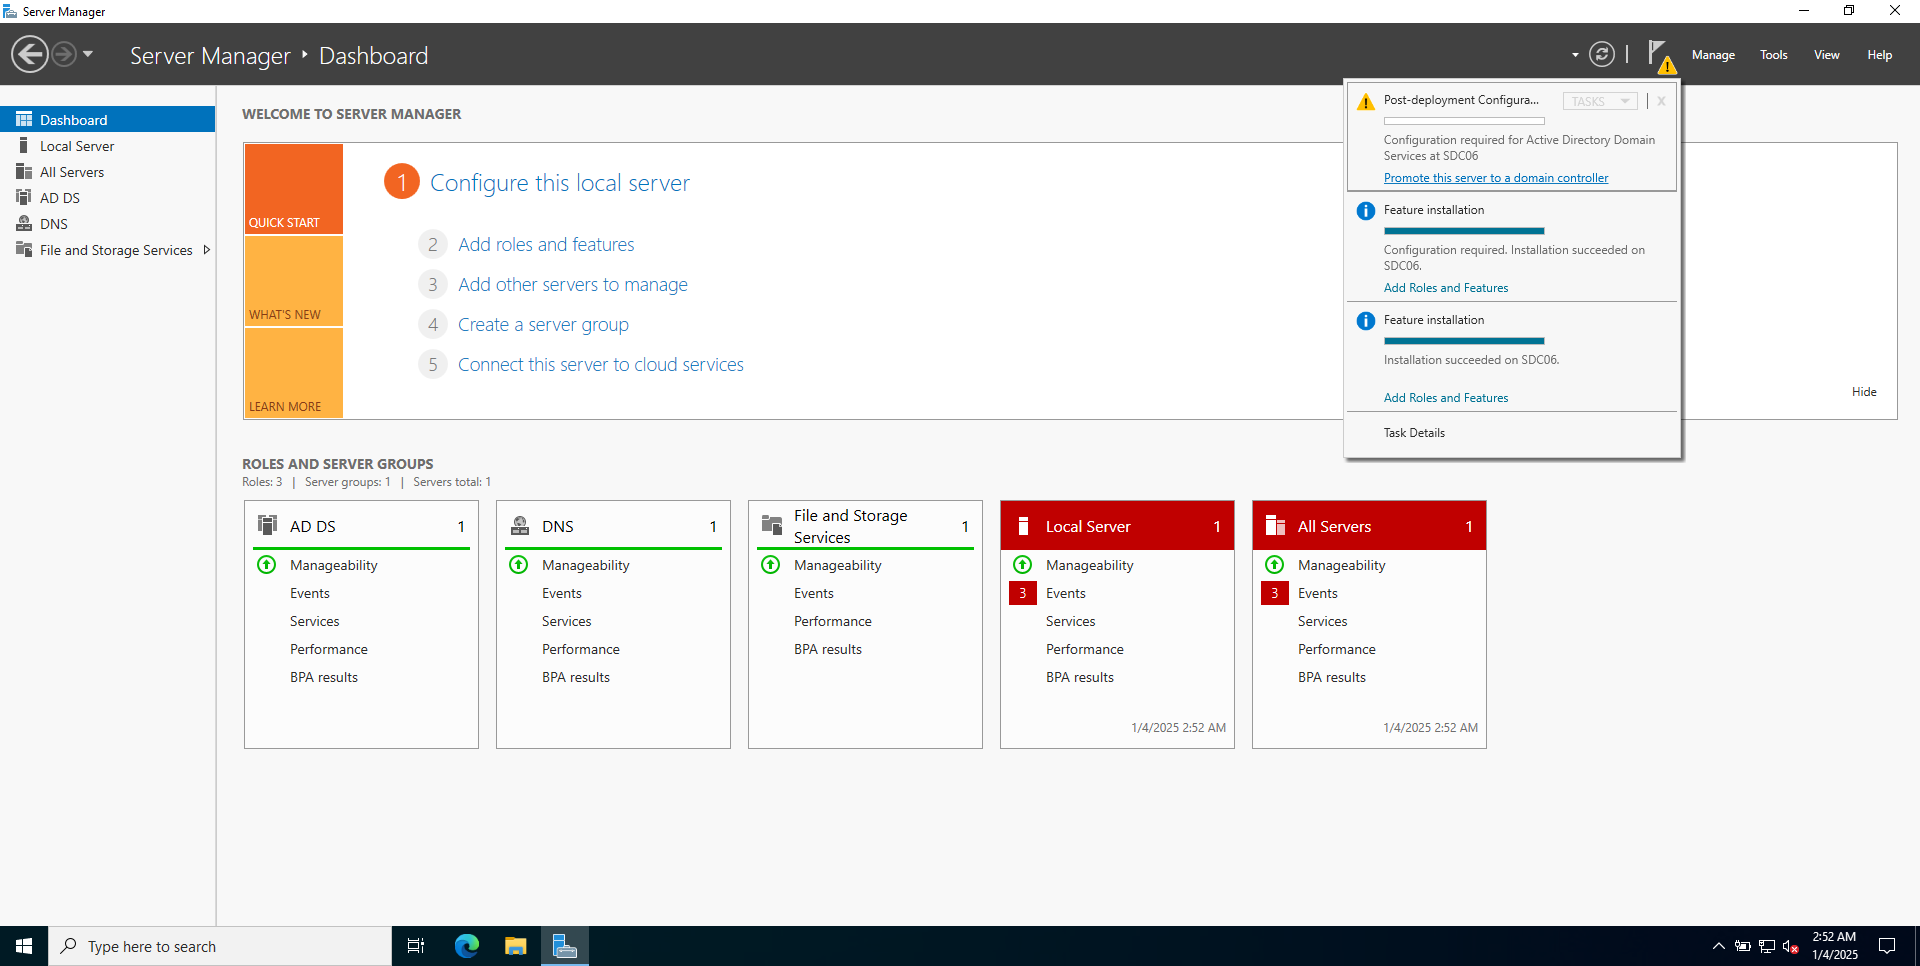 Server Manager
Server Manager ‣ Dashboard
Manage
Tools
View
Help
Dashboard
Local Server
All Servers
AD DS
DNS
File and Storage Services
WELCOME TO SERVER MANAGER
QUICK START
WHAT'S NEW
LEARN MORE
1 Configure this local server
2 Add roles and features
3 Add other servers to manage
4 Create a server group
5 Connect this server to cloud services
Hide
Post-deployment Configura...
TASKS
X
Configuration required for Active Directory Domain
Services at SDC06
Promote this server to a domain controller
Feature installation
Configuration required. Installation succeeded on
SDC06.
Add Roles and Features
Feature installation
Installation succeeded on SDC06.
Add Roles and Features
Task Details
ROLES AND SERVER GROUPS
Roles: 3 | Server groups: 1 | Servers total: 1
AD DS 1
Manageability
Events
Services
Performance
BPA results
DNS 1
Manageability
Events
Services
Performance
BPA results
File and Storage
Services 1
Manageability
Events
Performance
BPA results
Local Server 1
Manageability
3 Events
Services
Performance
BPA results
1/4/2025 2:52 AM
All Servers 1
Manageability
3 Events
Services
Performance
BPA results
1/4/2025 2:52 AM
Type here to search
2:52 AM
1/4/2025